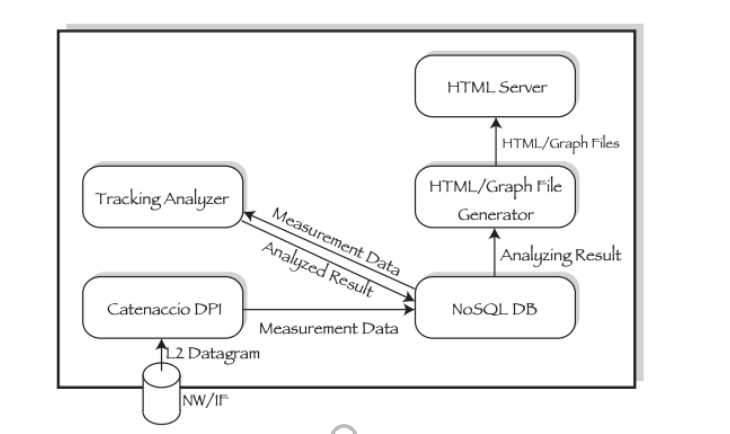 HTML Server
HTML/Graph Files
HTML/Graph File
Generator
Tracking Analyzer
Measurement Data
Analyzed Result
Analyzing Result
Catenaccio DPI
NoSQL DB
Measurement Data
L2 Datagram
NW/IF